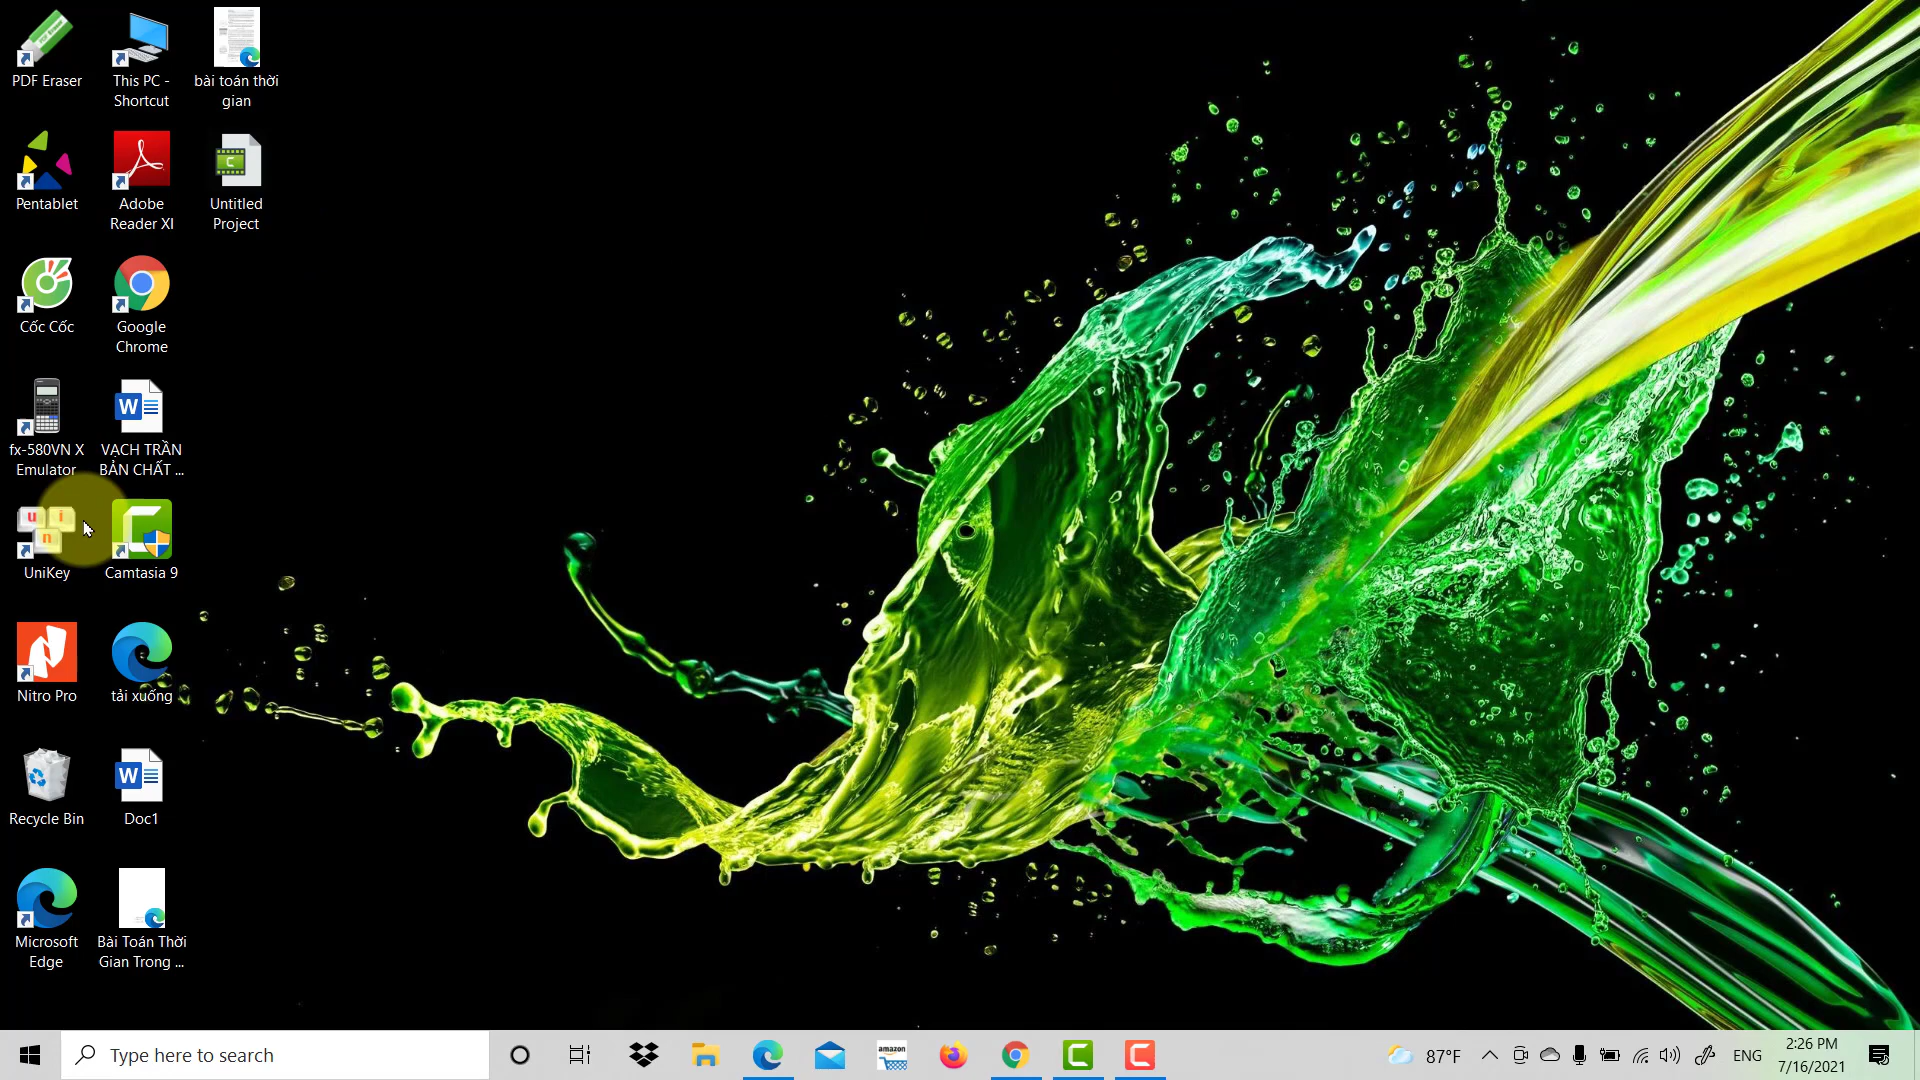 PDF Eraser
This PC -
Shortcut
bài toán thời
gian
Pentablet
Adobe
Reader XI
C
Untitled
Project
Cốc Cốc
Google
Chrome
fx-580VN X
Emulator
W
VẠCH TRẦN
BẢN CHẤT ...
u i
n
UniKey
C
Camtasia 9
Nitro Pro
tải xuống
Recycle Bin
W
Doc1
Microsoft
Edge
Bài Toán Thời
Gian Trong ...
Type here to search
amazon
C
C
87°F
ENG
2:26 PM
7/16/2021